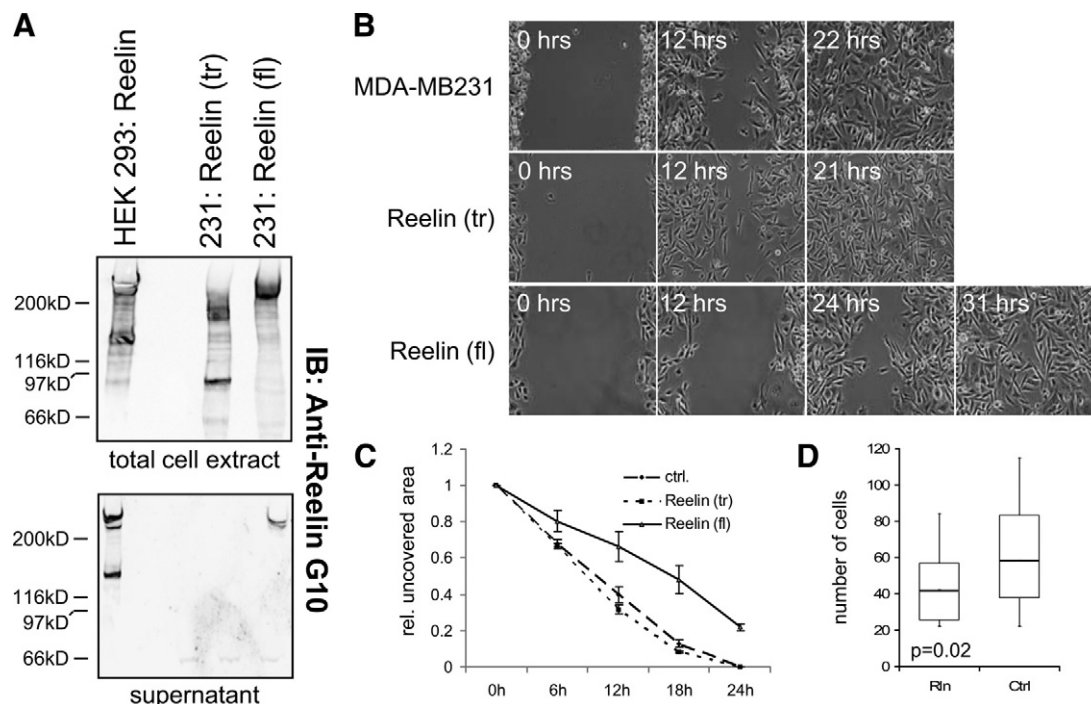 A
HEK 293: Reelin
231: Reelin (tr)
231: Reelin (fl)
200kD
116kD
97kD
66kD
total cell extract
200kD
116kD
97kD
66kD
supernatant
IB: Anti-Reelin G10
B
MDA-MB231
0 hrs
12 hrs
22 hrs
Reelin (tr)
0 hrs
12 hrs
21 hrs
Reelin (fl)
0 hrs
12 hrs
24 hrs
31 hrs
C
rel. uncovered area
1.2
1
0.8
0.6
0.4
0.2
0
0h
6h
12h
18h
24h
ctrl.
Reelin (tr)
Reelin (fl)
D
number of cells
120
100
80
60
40
20
0
p=0.02
Rln
Ctrl